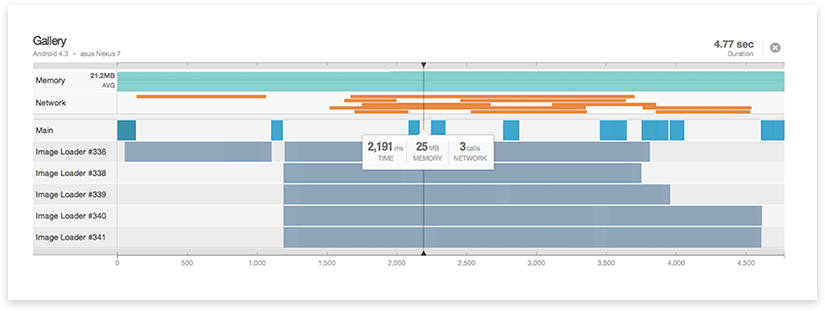 Gallery
Android 4.3 • asus Nexus 7
4.77 sec
Duration
Memory
21.2MB
AVG
Network
Main
2,191 ms
TIME
25 MB
MEMORY
3 calls
NETWORK
Image Loader #336
Image Loader #338
Image Loader #339
Image Loader #340
Image Loader #341
0 500 1,000 1,500 2,000 2,500 3,000 3,500 4,000 4,500